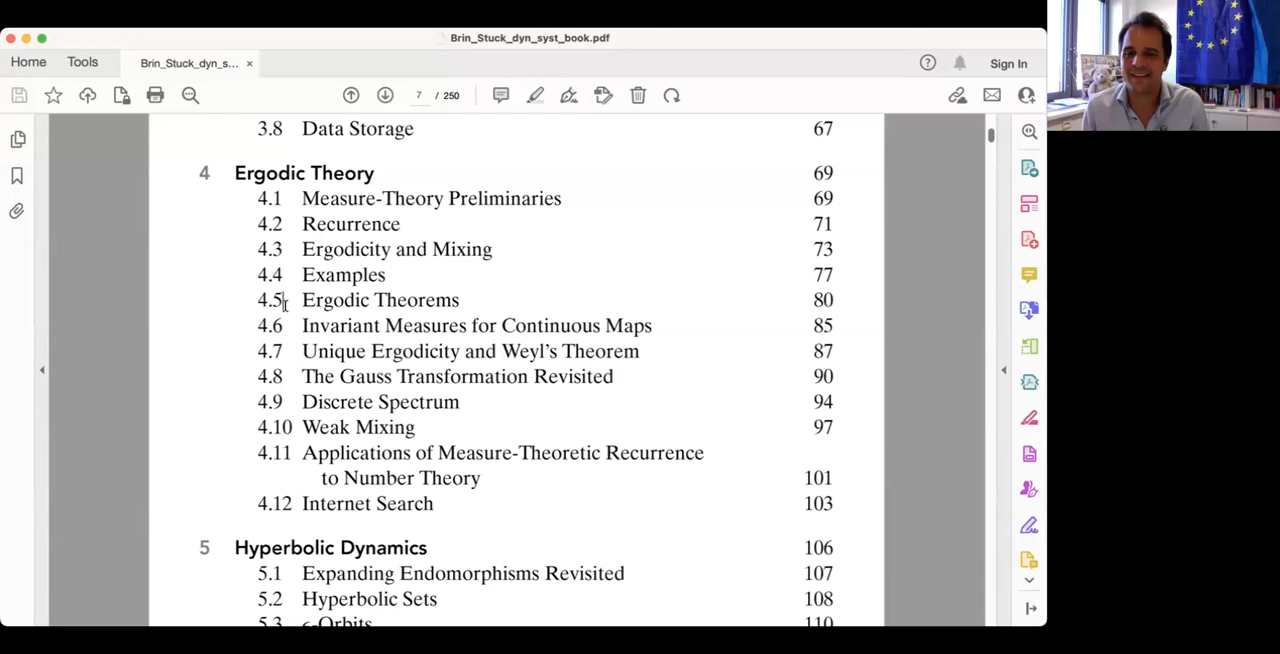 Brin_Stuck_dyn_syst_book.pdf
Home Tools Brin_Stuck_dyn_s... × Sign In
7 / 250
3.8 Data Storage 67
4 Ergodic Theory 69
4.1 Measure-Theory Preliminaries 69
4.2 Recurrence 71
4.3 Ergodicity and Mixing 73
4.4 Examples 77
4.5 Ergodic Theorems 80
4.6 Invariant Measures for Continuous Maps 85
4.7 Unique Ergodicity and Weyl's Theorem 87
4.8 The Gauss Transformation Revisited 90
4.9 Discrete Spectrum 94
4.10 Weak Mixing 97
4.11 Applications of Measure-Theoretic Recurrence
to Number Theory 101
4.12 Internet Search 103
5 Hyperbolic Dynamics 106
5.1 Expanding Endomorphisms Revisited 107
5.2 Hyperbolic Sets 108
5.3 ϵ-Orbits 110